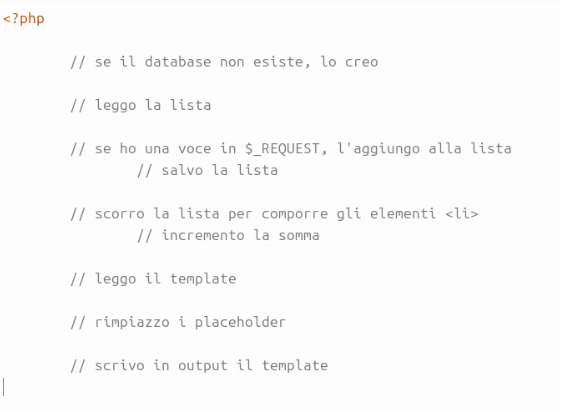 <?php
// se il database non esiste, lo creo
// leggo la lista
// se ho una voce in $_REQUEST, l'aggiungo alla lista
// salvo la lista
// scorro la lista per comporre gli elementi <li>
// incremento la somma
// leggo il template
// rimpiazzo i placeholder
// scrivo in output il template